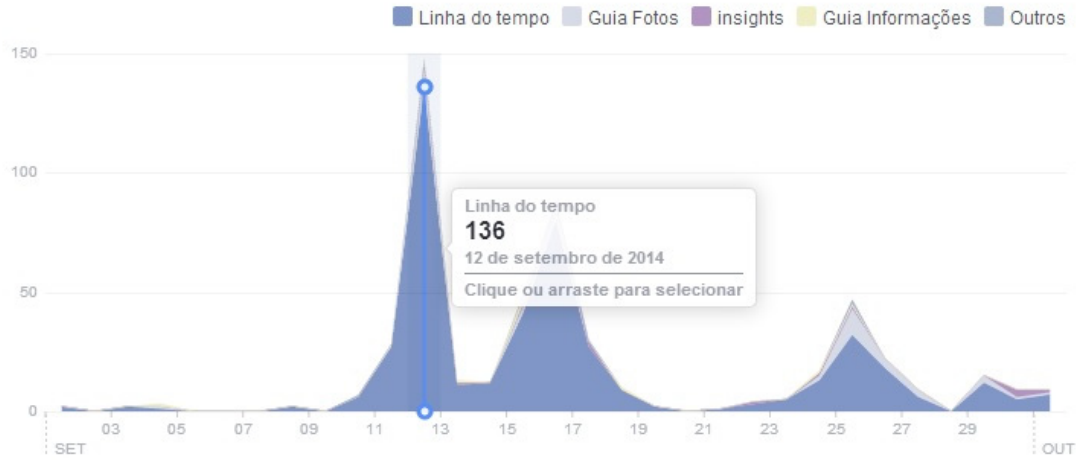 Linha do tempo Guia Fotos insights Guia Informações Outros
150
100
50
0
Linha do tempo
136
12 de setembro de 2014
Clique ou arraste para selecionar
03 05 07 09 11 13 15 17 19 21 23 25 27 29
SET OUT